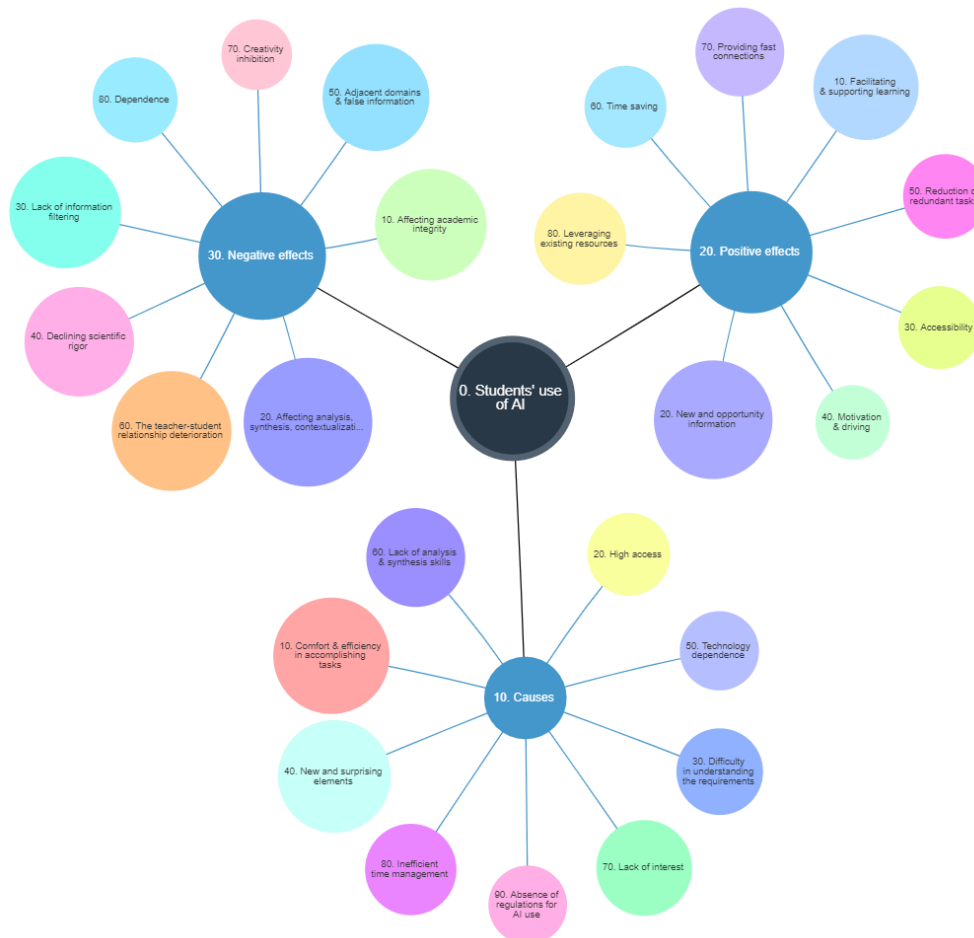 70. Creativity
inhibition
80. Dependence
50. Adjacent domains
& false information
30. Lack of information
filtering
10. Affecting academic
integrity
30. Negative effects
40. Declining scientific
rigor
60. The teacher-student
relationship deterioration
20. Affecting analysis,
synthesis, contextualizati...
70. Providing fast
connections
10. Facilitating
& supporting learning
60. Time saving
50. Reduction of
redundant tasks
80. Leveraging
existing resources
20. Positive effects
30. Accessibility
20. New and opportunity
information
40. Motivation
& driving
0. Students' use
of AI
60. Lack of analysis
& synthesis skills
20. High access
10. Comfort & efficiency
in accomplishing
tasks
50. Technology
dependence
10. Causes
40. New and surprising
elements
30. Difficulty
in understanding
the requirements
80. Inefficient
time management
70. Lack of interest
90. Absence of
regulations for
AI use